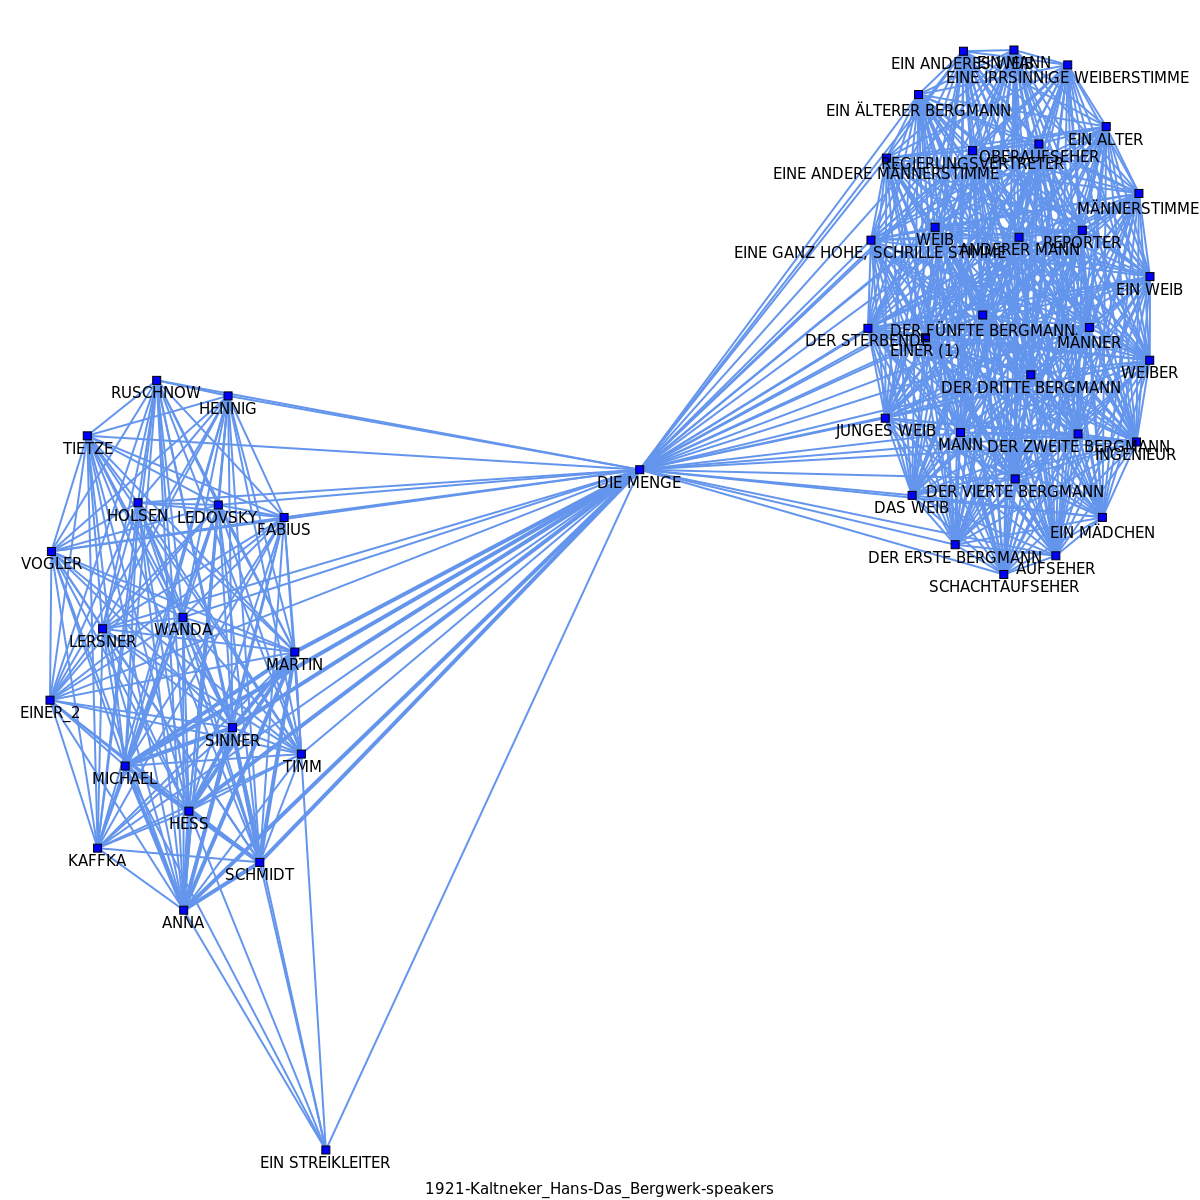 EIN ANDERES WEIB
EIN MANN
EINE IRRSINNIGE WEIBERSTIMME
EIN ÄLTERER BERGMANN
EIN ALTER
OBERAUFSEHER
REGIERUNGSVERTRETER
EINE ANDERE MÄNNERSTIMME
MÄNNERSTIMME
WEIB
REPORTER
ANDERER MANN
EINE GANZ HOHE, SCHRILLE STIMME
EIN WEIB
DER FÜNFTE BERGMANN
DER STERBENDE
MÄNNER
EINER (1)
WEIBER
DER DRITTE BERGMANN
RUSCHNOW
HENNIG
JUNGES WEIB
MANN
DER ZWEITE BERGMANN
TIETZE
INGENIEUR
DIE MENGE
DER VIERTE BERGMANN
DAS WEIB
HOLSEN
LEDOVSKY
FABIUS
EIN MÄDCHEN
DER ERSTE BERGMANN
VOGLER
AUFSEHER
SCHACHTAUFSEHER
WANDA
LERSNER
MARTIN
EINER_2
SINNER
TIMM
MICHAEL
HESS
KAFFKA
SCHMIDT
ANNA
EIN STREIKLEITER
1921-Kaltneker_Hans-Das_Bergwerk-speakers